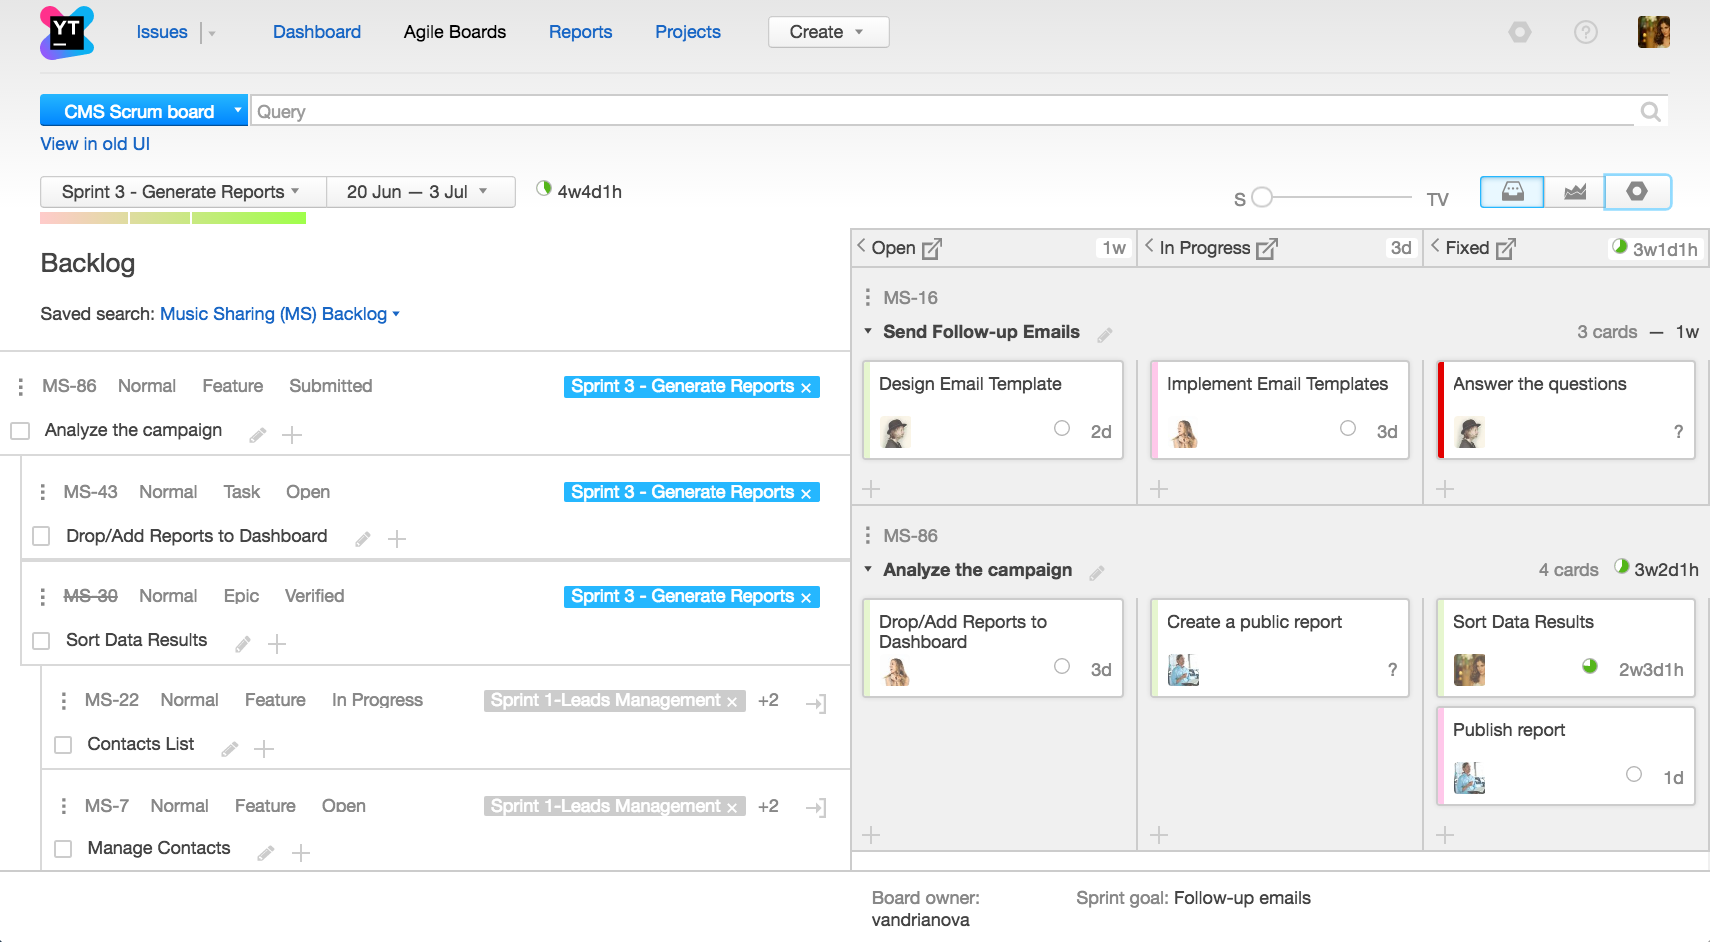 YT
Issues
Dashboard
Agile Boards
Reports
Projects
Create
?
CMS Scrum board
Query
View in old UI
Sprint 3 - Generate Reports
20 Jun — 3 Jul
4w4d1h
S
TV
Backlog
Saved search: Music Sharing (MS) Backlog
MS-86 Normal Feature Submitted
Sprint 3 - Generate Reports ×
Analyze the campaign
MS-43 Normal Task Open
Sprint 3 - Generate Reports ×
Drop/Add Reports to Dashboard
MS-30 Normal Epic Verified
Sprint 3 - Generate Reports ×
Sort Data Results
MS-22 Normal Feature In Progress
Sprint 1-Leads Management × +2
Contacts List
MS-7 Normal Feature Open
Sprint 1-Leads Management × +2
Manage Contacts
Open 1w
In Progress 3d
Fixed 3w1d1h
MS-16
Send Follow-up Emails
3 cards — 1w
Design Email Template
2d
Implement Email Templates
3d
Answer the questions
?
MS-86
Analyze the campaign
4 cards 3w2d1h
Drop/Add Reports to
Dashboard
3d
Create a public report
?
Sort Data Results
2w3d1h
Publish report
1d
Board owner:
vandrianova
Sprint goal: Follow-up emails